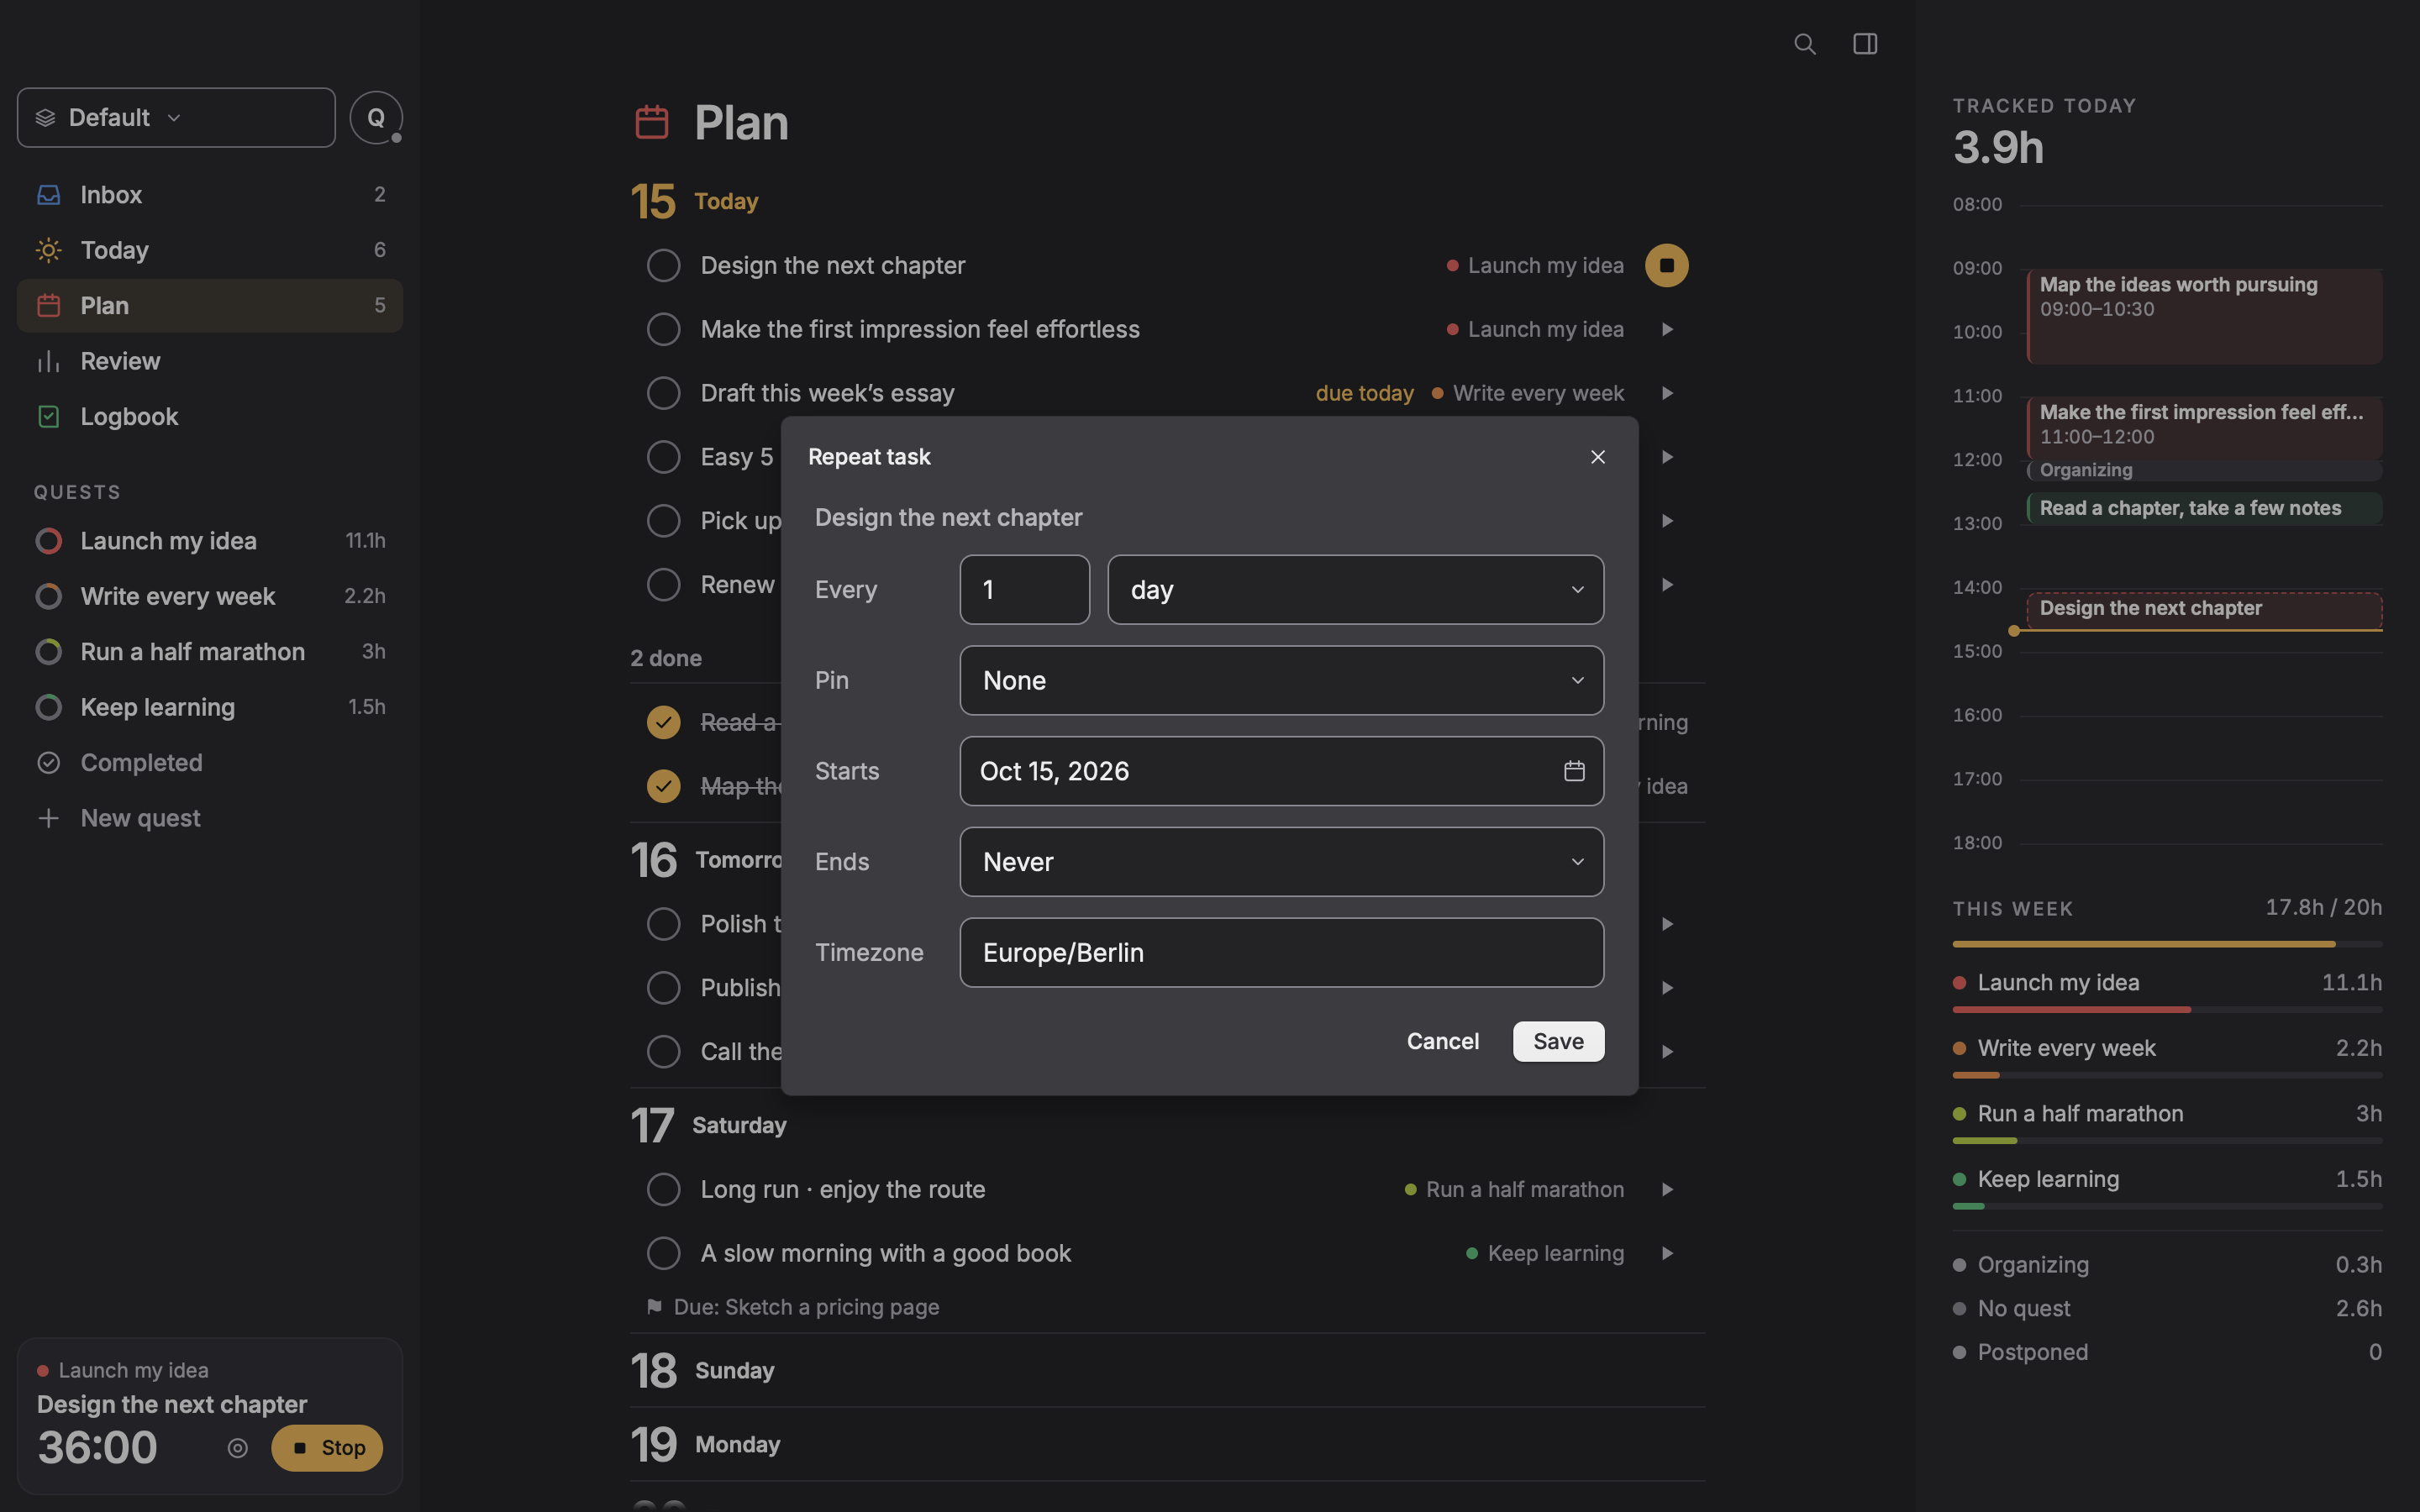 Default
Q
Inbox 2
Today 6
Plan 5
Review
Logbook
QUESTS
Launch my idea 11.1h
Write every week 2.2h
Run a half marathon 3h
Keep learning 1.5h
Completed
New quest
Launch my idea
Design the next chapter
36:00 Stop
Plan
15 Today
Design the next chapter Launch my idea
Make the first impression feel effortless Launch my idea
Draft this week’s essay due today Write every week
Easy 5
Pick up
Renew
2 done
Read a
Map the
idea
16
Polish
Publish
Call the
17 Saturday
Long run · enjoy the route Run a half marathon
A slow morning with a good book Keep learning
Due: Sketch a pricing page
18 Sunday
19 Monday
Repeat task
Design the next chapter
Every 1 day
Pin None
Starts Oct 15, 2026
Ends Never
Timezone Europe/Berlin
Cancel Save
TRACKED TODAY
3.9h
08:00
09:00
Map the ideas worth pursuing
09:00–10:30
10:00
11:00
Make the first impression feel eff...
11:00–12:00
12:00
Organizing
Read a chapter, take a few notes
13:00
14:00
Design the next chapter
15:00
16:00
17:00
18:00
THIS WEEK 17.8h / 20h
Launch my idea 11.1h
Write every week 2.2h
Run a half marathon 3h
Keep learning 1.5h
Organizing 0.3h
No quest 2.6h
Postponed 0